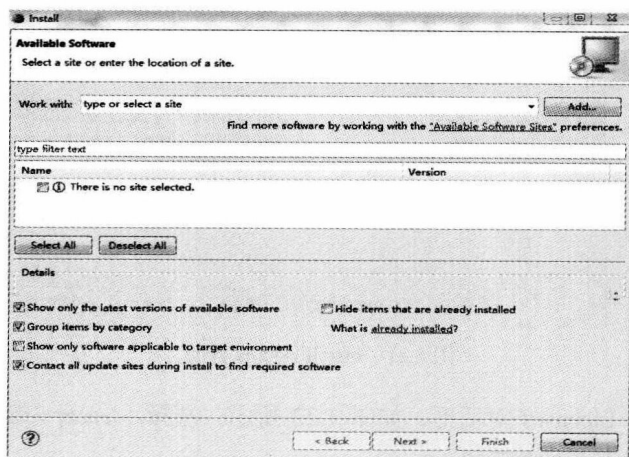 Install
Available Software
Select a site or enter the location of a site.
Work with: type or select a site Add...
Find more software by working with the "Available Software Sites" preferences.
type filter text
Name Version
There is no site selected.
Select All Deselect All
Details
Show only the latest versions of available software Hide items that are already installed
Group items by category What is already installed?
Show only software applicable to target environment
Contact all update sites during install to find required software
? < Back Next > Finish Cancel